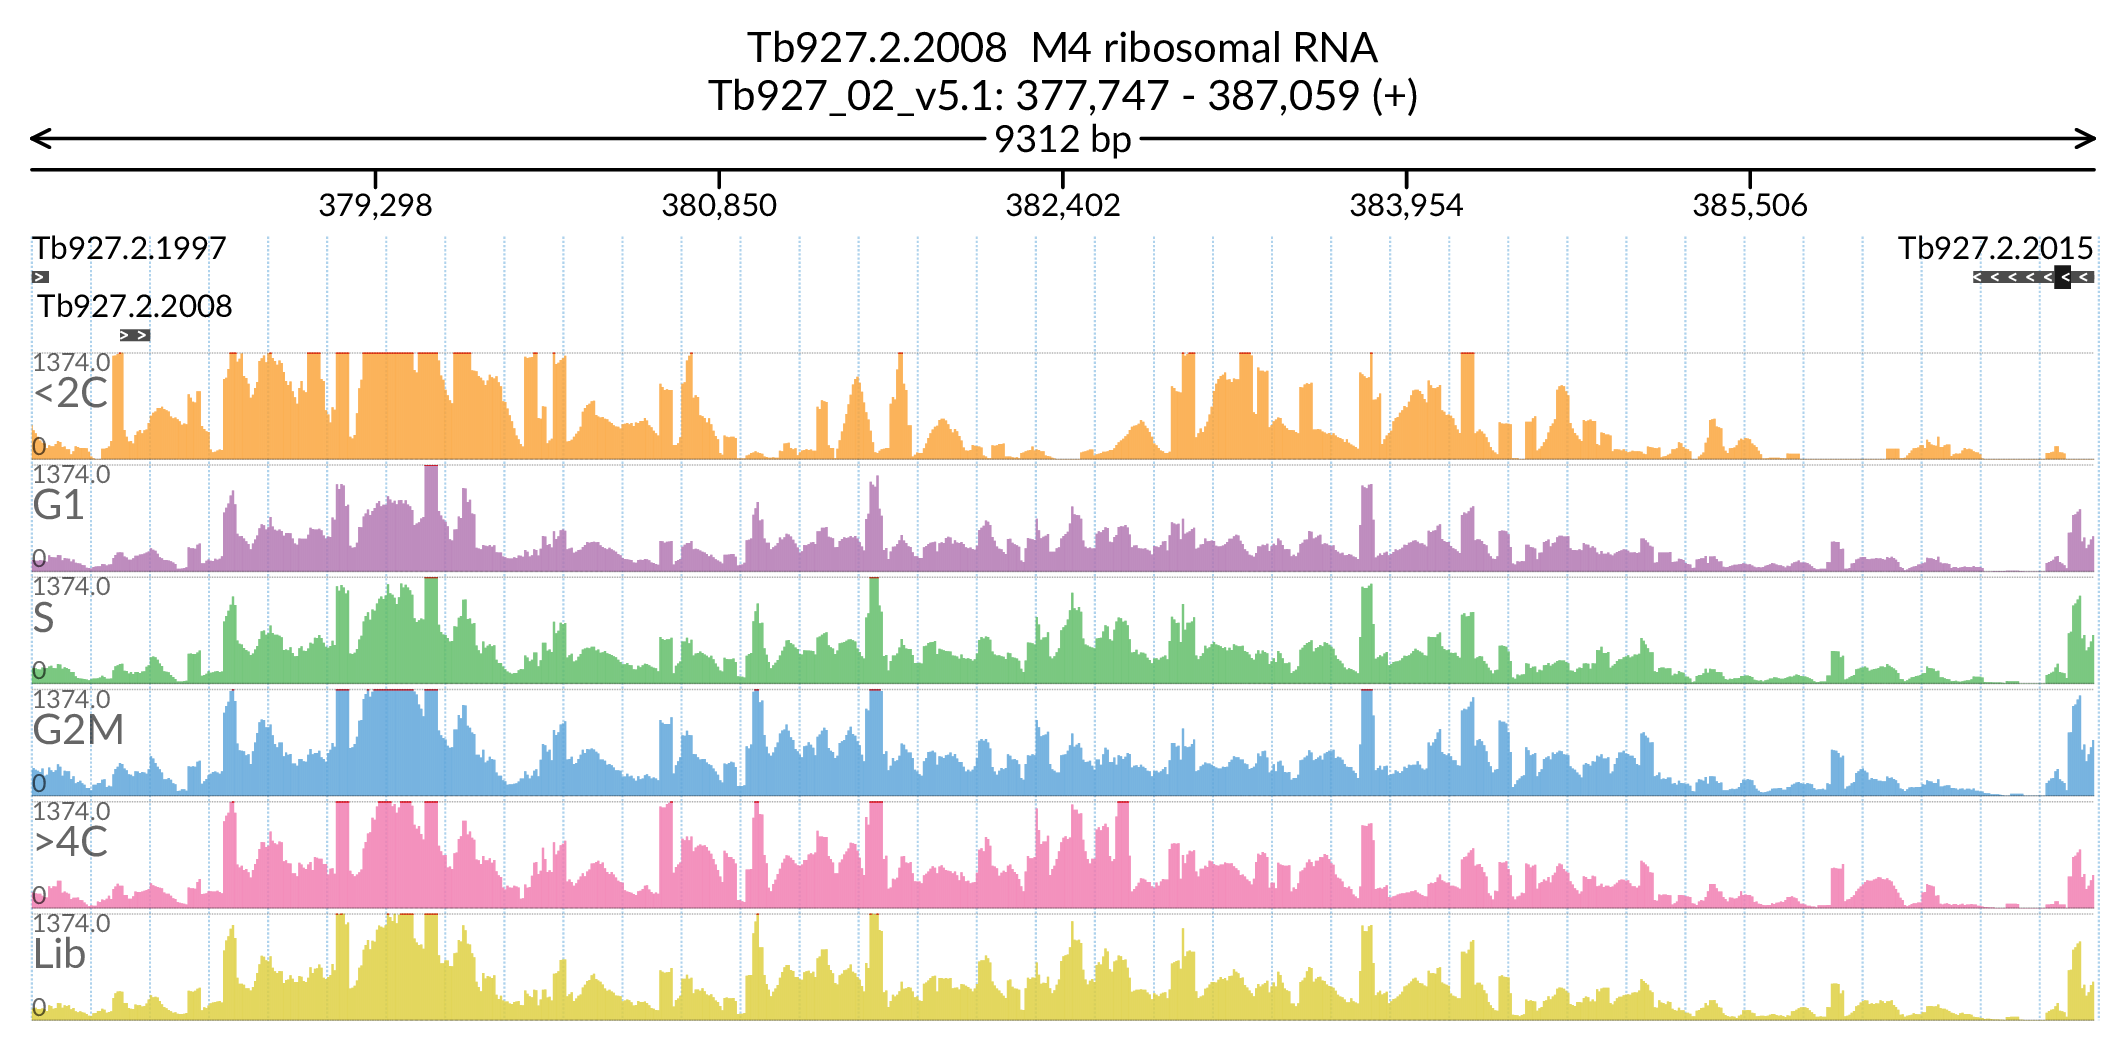 Tb927.2.2008  M4 ribosomal RNA
Tb927_02_v5.1: 377,747 - 387,059 (+)
9312 bp
379,298 380,850 382,402 383,954 385,506
Tb927.2.1997 Tb927.2.2015
Tb927.2.2008
1374.0
<2C
0
1374.0
G1
0
1374.0
S
0
1374.0
G2M
0
1374.0
>4C
0
1374.0
Lib
0